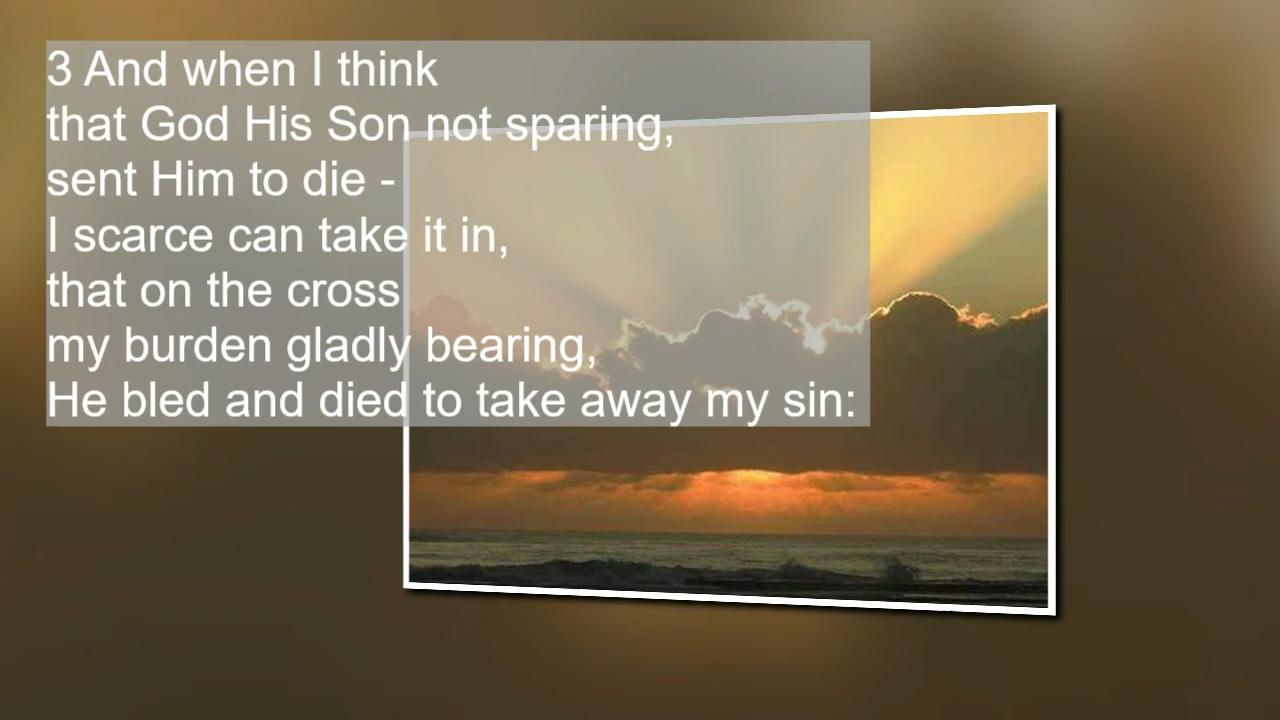 3 And when I think
that God His Son not sparing,
sent Him to die -
I scarce can take it in,
that on the cross
my burden gladly bearing,
He bled and died to take away my sin: